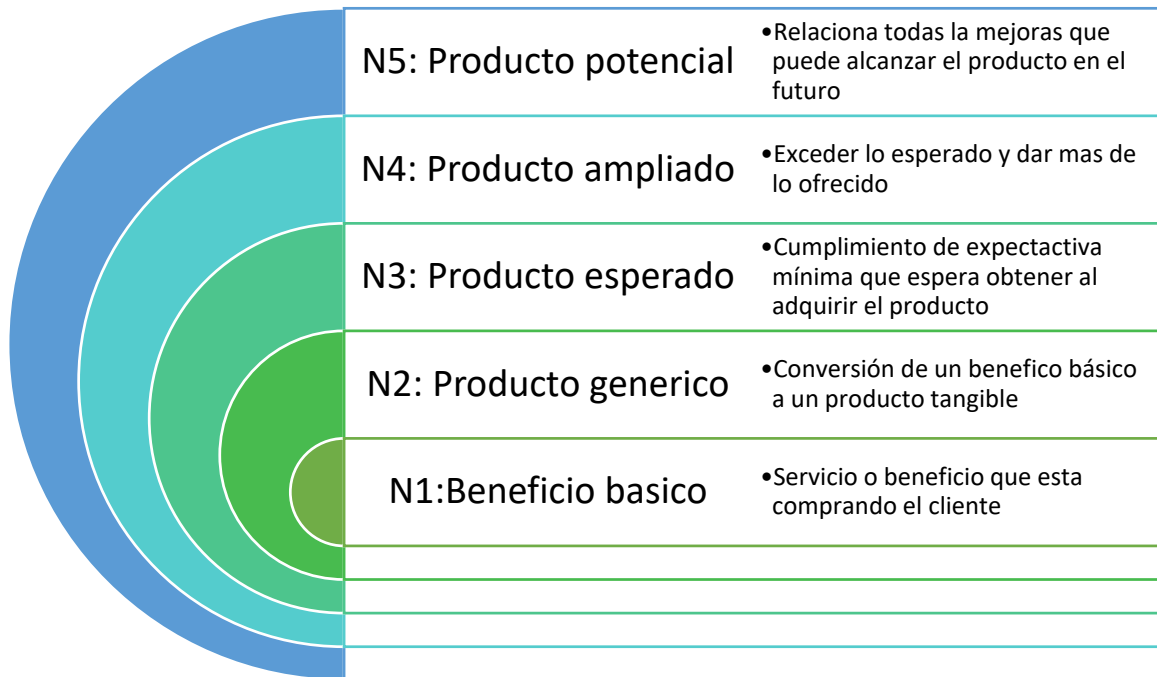 N5: Producto potencial
•Relaciona todas la mejoras que
puede alcanzar el producto en el
futuro
N4: Producto ampliado
•Exceder lo esperado y dar mas de
lo ofrecido
N3: Producto esperado
•Cumplimiento de expectactiva
mínima que espera obtener al
adquirir el producto
N2: Producto generico
•Conversión de un benefico básico
a un producto tangible
N1:Beneficio basico
•Servicio o beneficio que esta
comprando el cliente